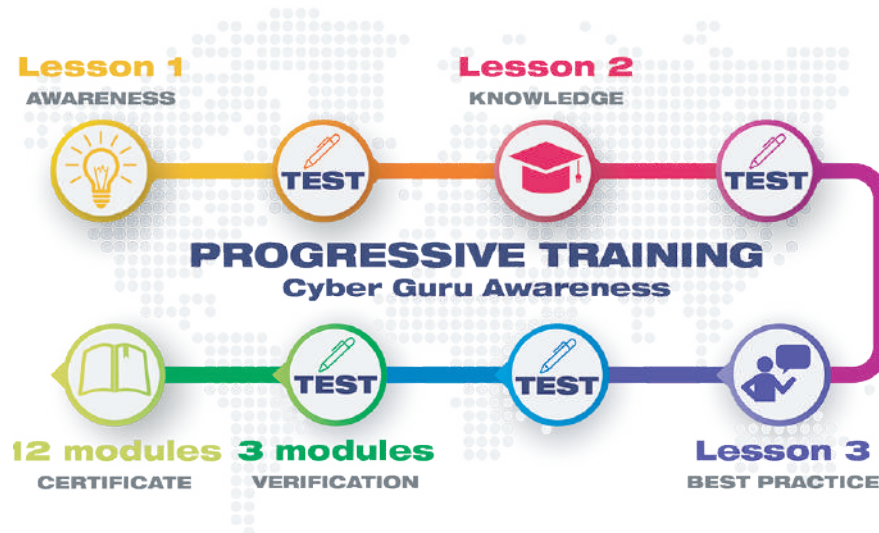 Lesson 1
AWARENESS
Lesson 2
KNOWLEDGE
TEST
TEST
PROGRESSIVE TRAINING
Cyber Guru Awareness
TEST
TEST
12 modules
CERTIFICATE
3 modules
VERIFICATION
Lesson 3
BEST PRACTICE